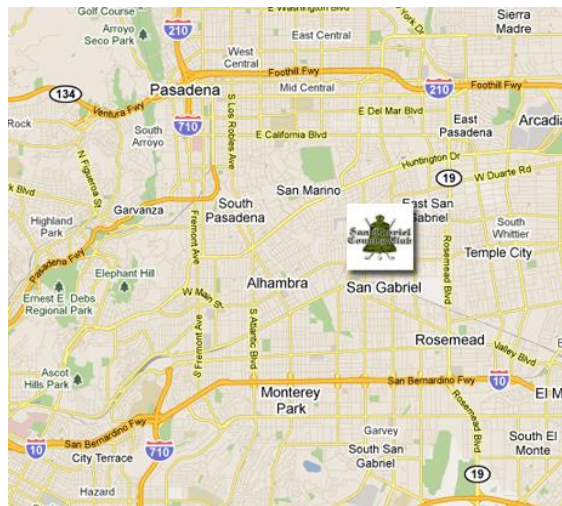 Golf Course
Arroyo
Seco Park
210
E Washington Blvd
York Dr
Sierra
Madre
East Central
West
Central
134
Foothill Fwy
Pasadena
Mid Central
Foothill Fwy
210
Ventura Fwy
Rock
South
Arroyo
710
S Los Robles Ave
E Del Mar Blvd
East
Pasadena
Arcadia
E California Blvd
N Figueroa St
Huntington Dr
19
W Duarte Rd
San Marino
k Blvd
Highland
Park
Garvanza
South
Pasadena
East San
Gabriel
San Gabriel
Country Club
South
Whittier
Fremont Ave
Temple City
Pasadena Fwy
Elephant Hill
Rosemead Blvd
Ernest E. Debs
Regional Park
W Main St
Alhambra
San Gabriel
S Fremont Ave
S Atlantic Blvd
Rosemead
Valley Blvd
Ascot
Hills Park
San Bernardino Fwy
10
El M
Monterey
Park
Rosemead Blvd
San Bernardino Fwy
10
City Terrace
710
Garvey
South San
Gabriel
South El
Monte
19
Hazard